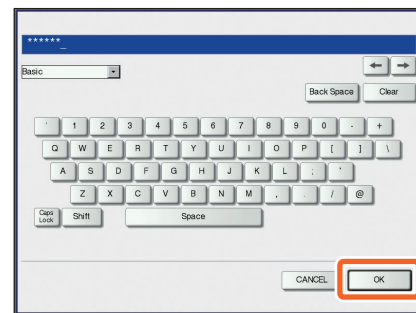 ******_
Basic
Back Space Clear
` 1 2 3 4 5 6 7 8 9 0 - +
Q W E R T Y U I O P [ ] \
A S D F G H J K L ; '
Z X C V B N M , . / @
Caps Lock Shift Space
CANCEL OK